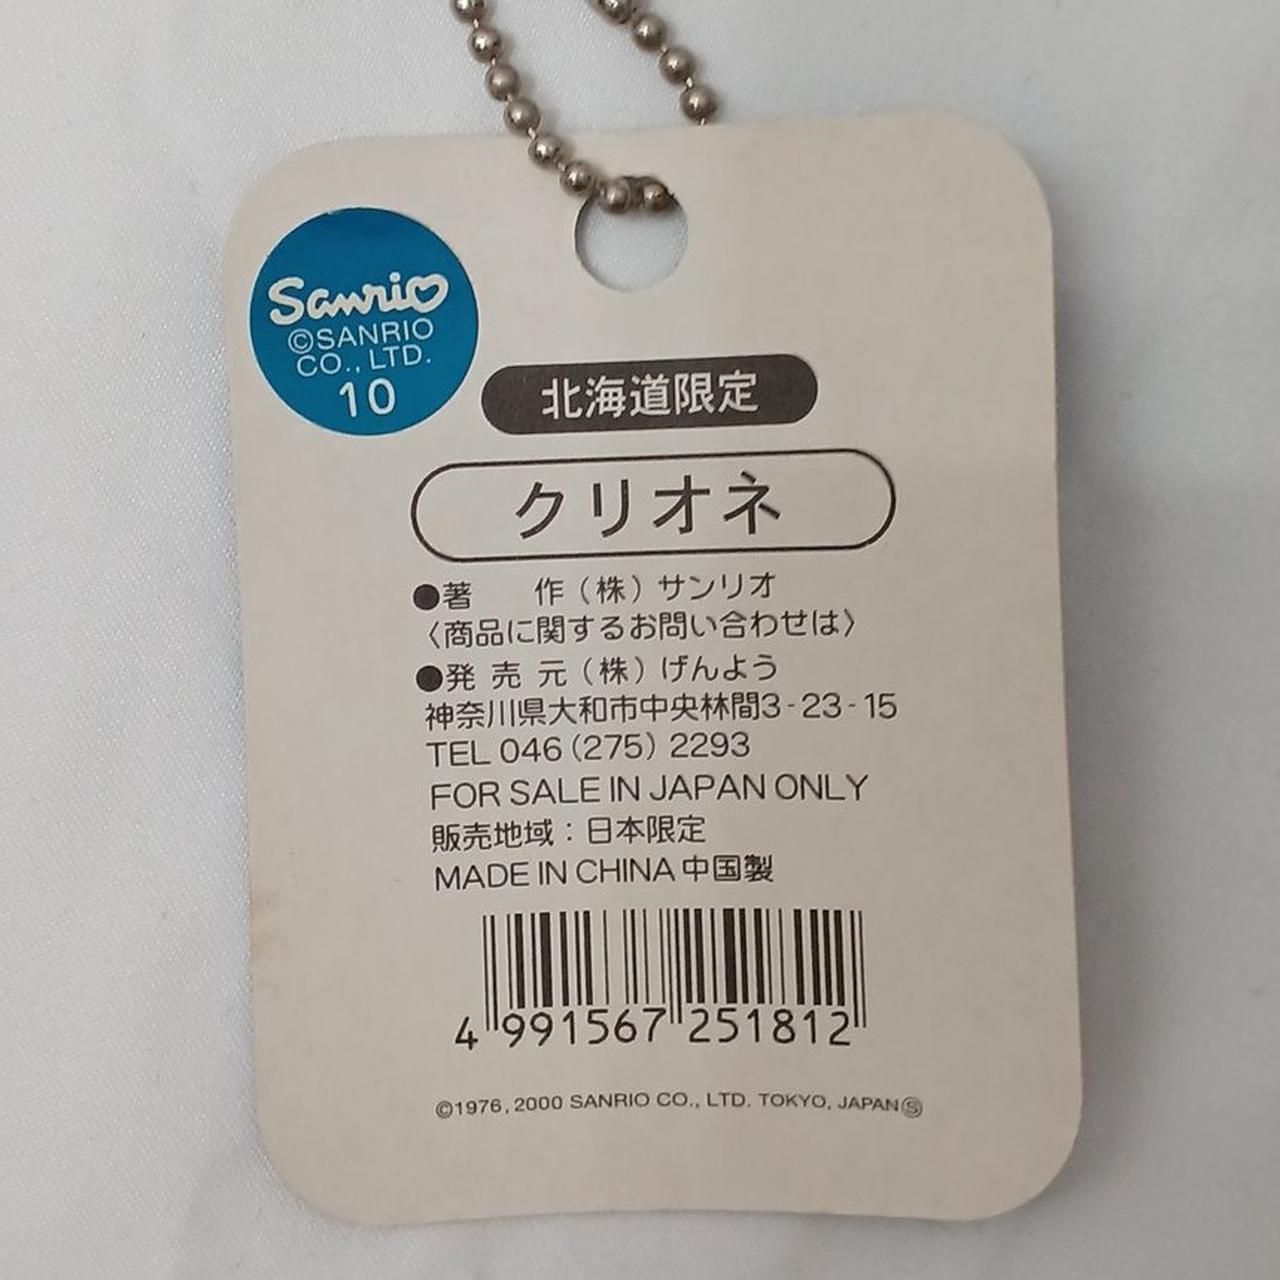 Sanrio
©SANRIO
CO., LTD.
10
北海道限定
クリオネ
●著　作（株）サンリオ
〈商品に関するお問い合わせは〉
●発 売 元（株）げんよう
神奈川県大和市中央林間3-23-15
TEL 046(275) 2293
FOR SALE IN JAPAN ONLY
販売地域：日本限定
MADE IN CHINA 中国製
4 991567 251812
©1976, 2000 SANRIO CO., LTD. TOKYO, JAPAN Ⓢ